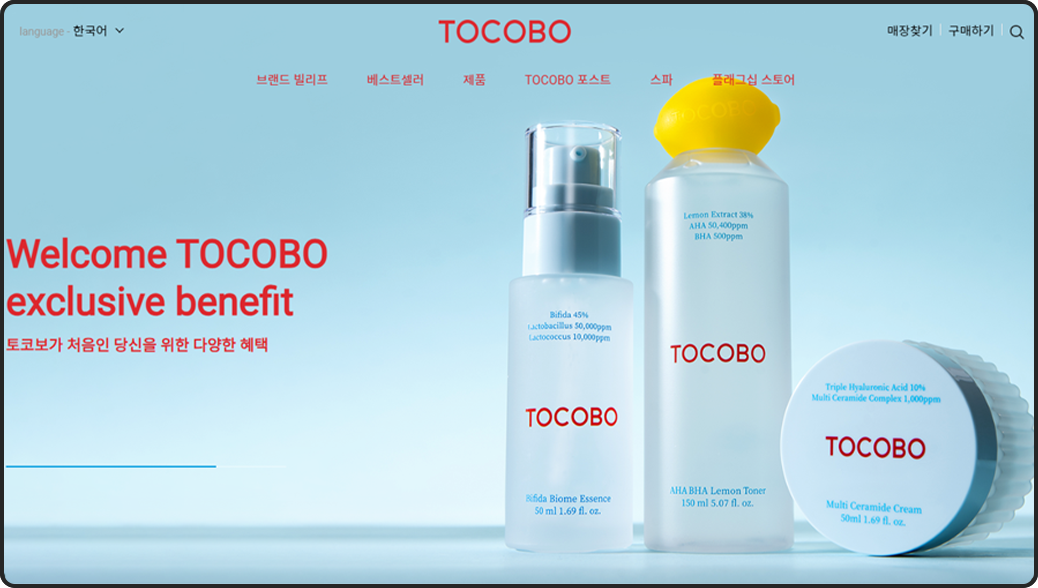 language - 한국어
TOCOBO
매장찾기
구매하기
브랜드 빌리프
베스트셀러
제품
TOCOBO 포스트
스파
플래그십 스토어
TOCOBO
Welcome TOCOBO
exclusive benefit
토코보가 처음인 당신을 위한 다양한 혜택
Bifida 45%
Lactobacillus 50,000ppm
Lactococcus 10,000ppm
TOCOBO
Bifida Biome Essence
50 ml 1.69 fl. oz.
Lemon Extract 38%
AHA 50,400ppm
BHA 500ppm
TOCOBO
AHA BHA Lemon Toner
150 ml 5.07 fl. oz.
Triple Hyaluronic Acid 10%
Multi Ceramide Complex 1,000ppm
TOCOBO
Multi Ceramide Cream
50ml 1.69 fl. oz.